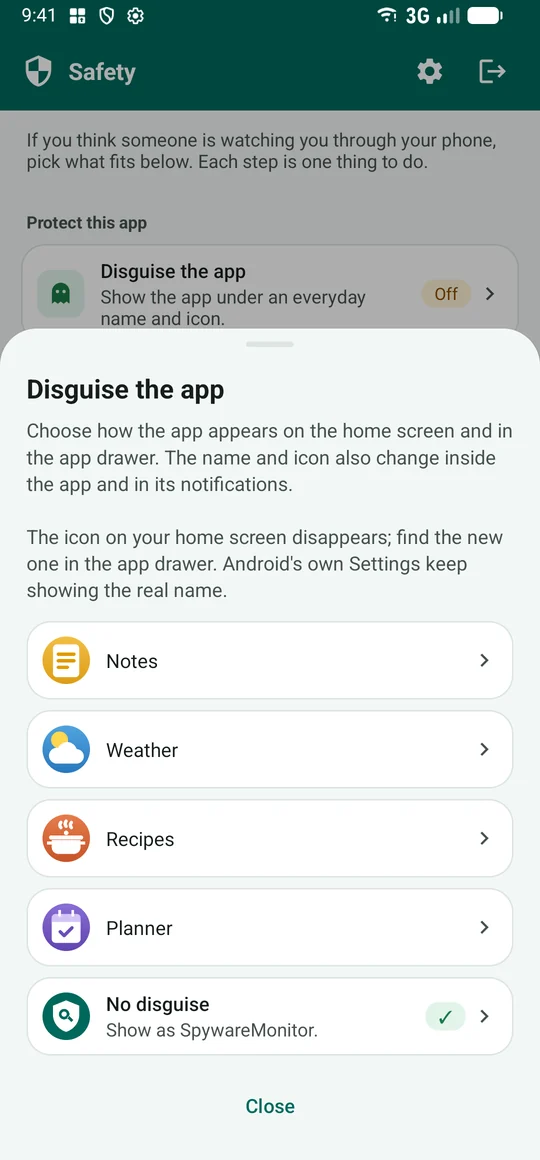 9:41
3G
Safety
If you think someone is watching you through your phone,
pick what fits below. Each step is one thing to do.
Protect this app
Disguise the app
Show the app under an everyday
name and icon.
Off
Disguise the app
Choose how the app appears on the home screen and in
the app drawer. The name and icon also change inside
the app and in its notifications.
The icon on your home screen disappears; find the new
one in the app drawer. Android's own Settings keep
showing the real name.
Notes
Weather
Recipes
Planner
No disguise
Show as SpywareMonitor.
Close